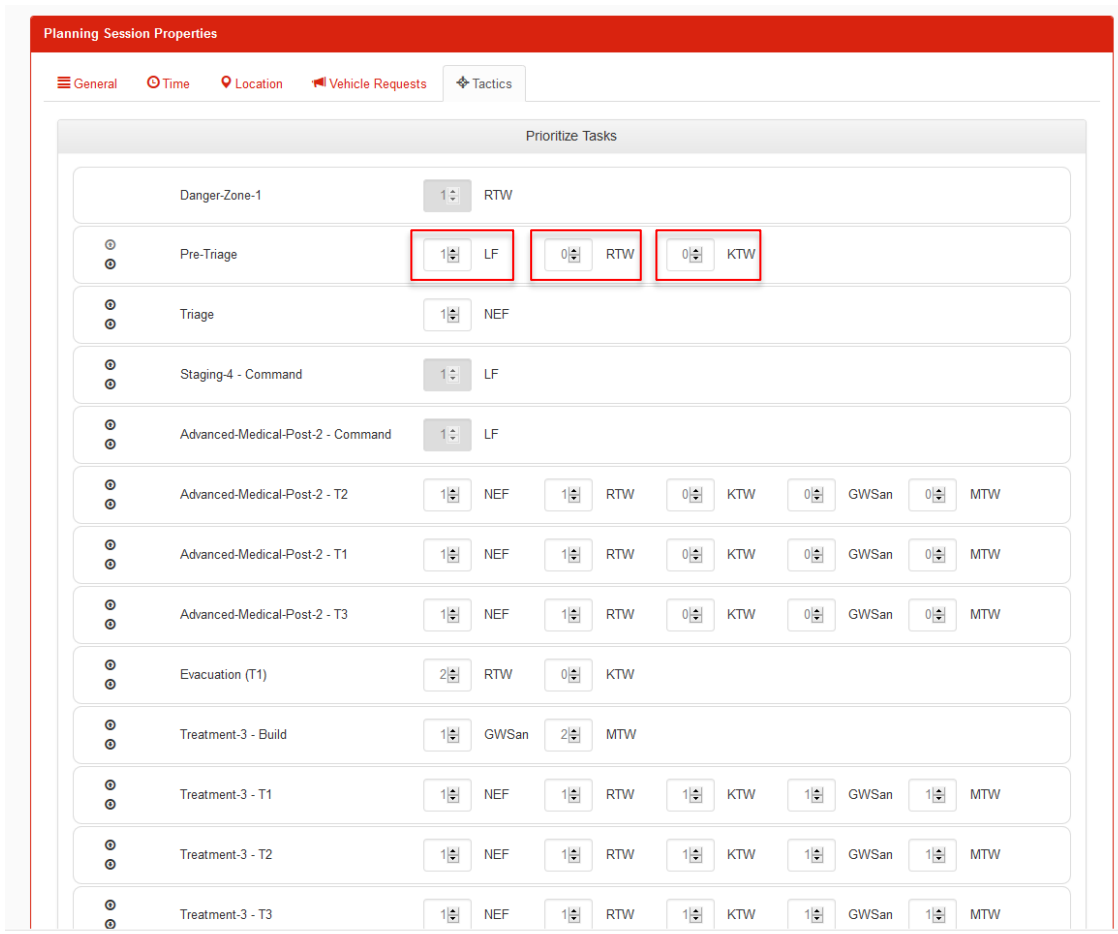 Planning Session Properties
General Time Location Vehicle Requests Tactics
Prioritize Tasks
Danger-Zone-1 1 RTW
Pre-Triage 1 LF 0 RTW 0 KTW
Triage 1 NEF
Staging-4 - Command 1 LF
Advanced-Medical-Post-2 - Command 1 LF
Advanced-Medical-Post-2 - T2 1 NEF 1 RTW 0 KTW 0 GWSan 0 MTW
Advanced-Medical-Post-2 - T1 1 NEF 1 RTW 0 KTW 0 GWSan 0 MTW
Advanced-Medical-Post-2 - T3 1 NEF 1 RTW 0 KTW 0 GWSan 0 MTW
Evacuation (T1) 2 RTW 0 KTW
Treatment-3 - Build 1 GWSan 2 MTW
Treatment-3 - T1 1 NEF 1 RTW 1 KTW 1 GWSan 1 MTW
Treatment-3 - T2 1 NEF 1 RTW 1 KTW 1 GWSan 1 MTW
Treatment-3 - T3 1 NEF 1 RTW 1 KTW 1 GWSan 1 MTW